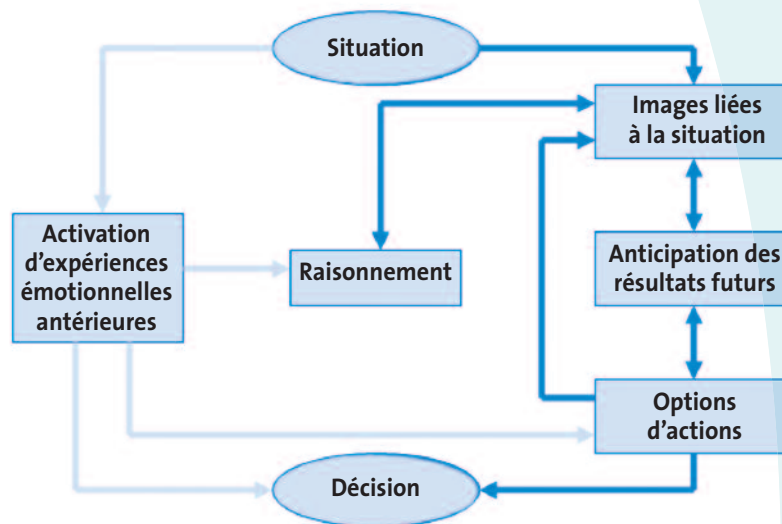 Situation
Images liées
à la situation
Activation
d'expériences
émotionnelles
antérieures
Raisonnement
Anticipation des
résultats futurs
Options
d'actions
Décision